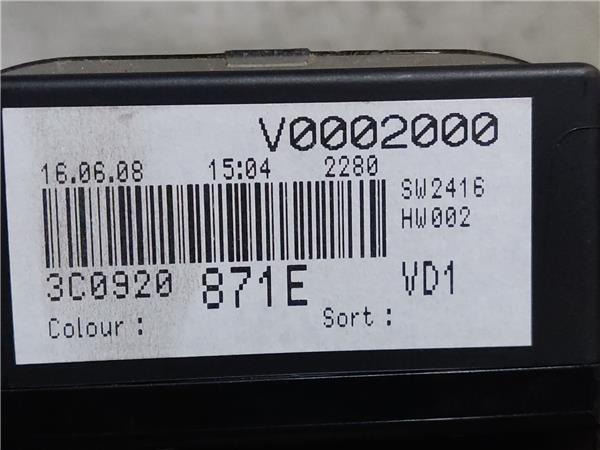 V0002000
16.06.08 15:04 2280
SW2416
HW002
3C0920 871E VD1
Colour : Sort :